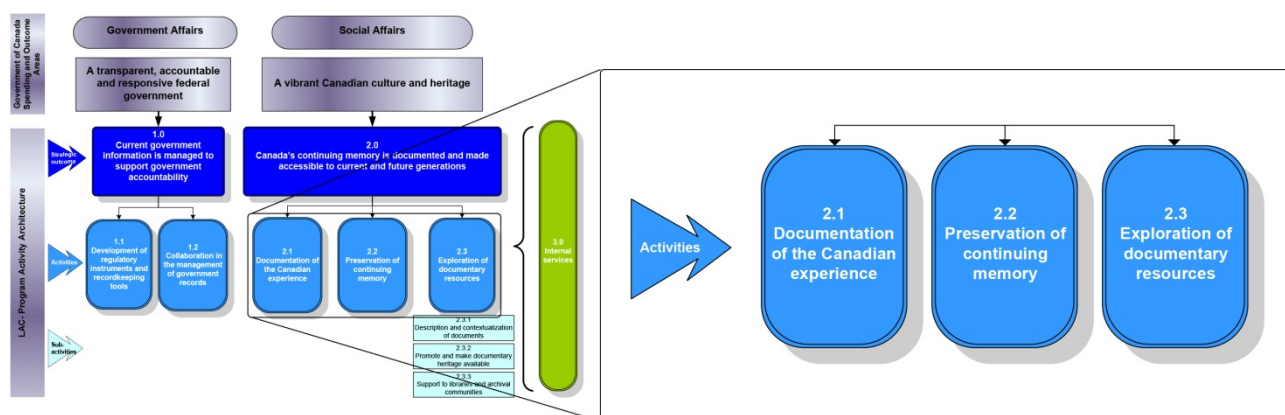 Government of Canada
Spending and Outcome
Areas
Government Affairs
Social Affairs
A transparent, accountable
and responsive federal
government
A vibrant Canadian culture and heritage
LAC- Program Activity Architecture
Strategic
outcome
1.0
Current government
information is managed to
support government
accountability
2.0
Canada's continuing memory is documented and made
accessible to current and future generations
Activities
1.1
Development of
regulatory
instruments and
recordkeeping
tools
1.2
Collaboration in
the management
of government
records
2.1
Documentation
of the Canadian
experience
2.2
Preservation of
continuing
memory
2.3
Exploration of
documentary
resources
3.0
Internal
services
Sub-
activities
2.3.1
Description and contextualization
of documents
2.3.2
Promote and make documentary
heritage available
2.3.3
Support to libraries and archival
communities
Activities
2.1
Documentation
of the Canadian
experience
2.2
Preservation of
continuing
memory
2.3
Exploration of
documentary
resources